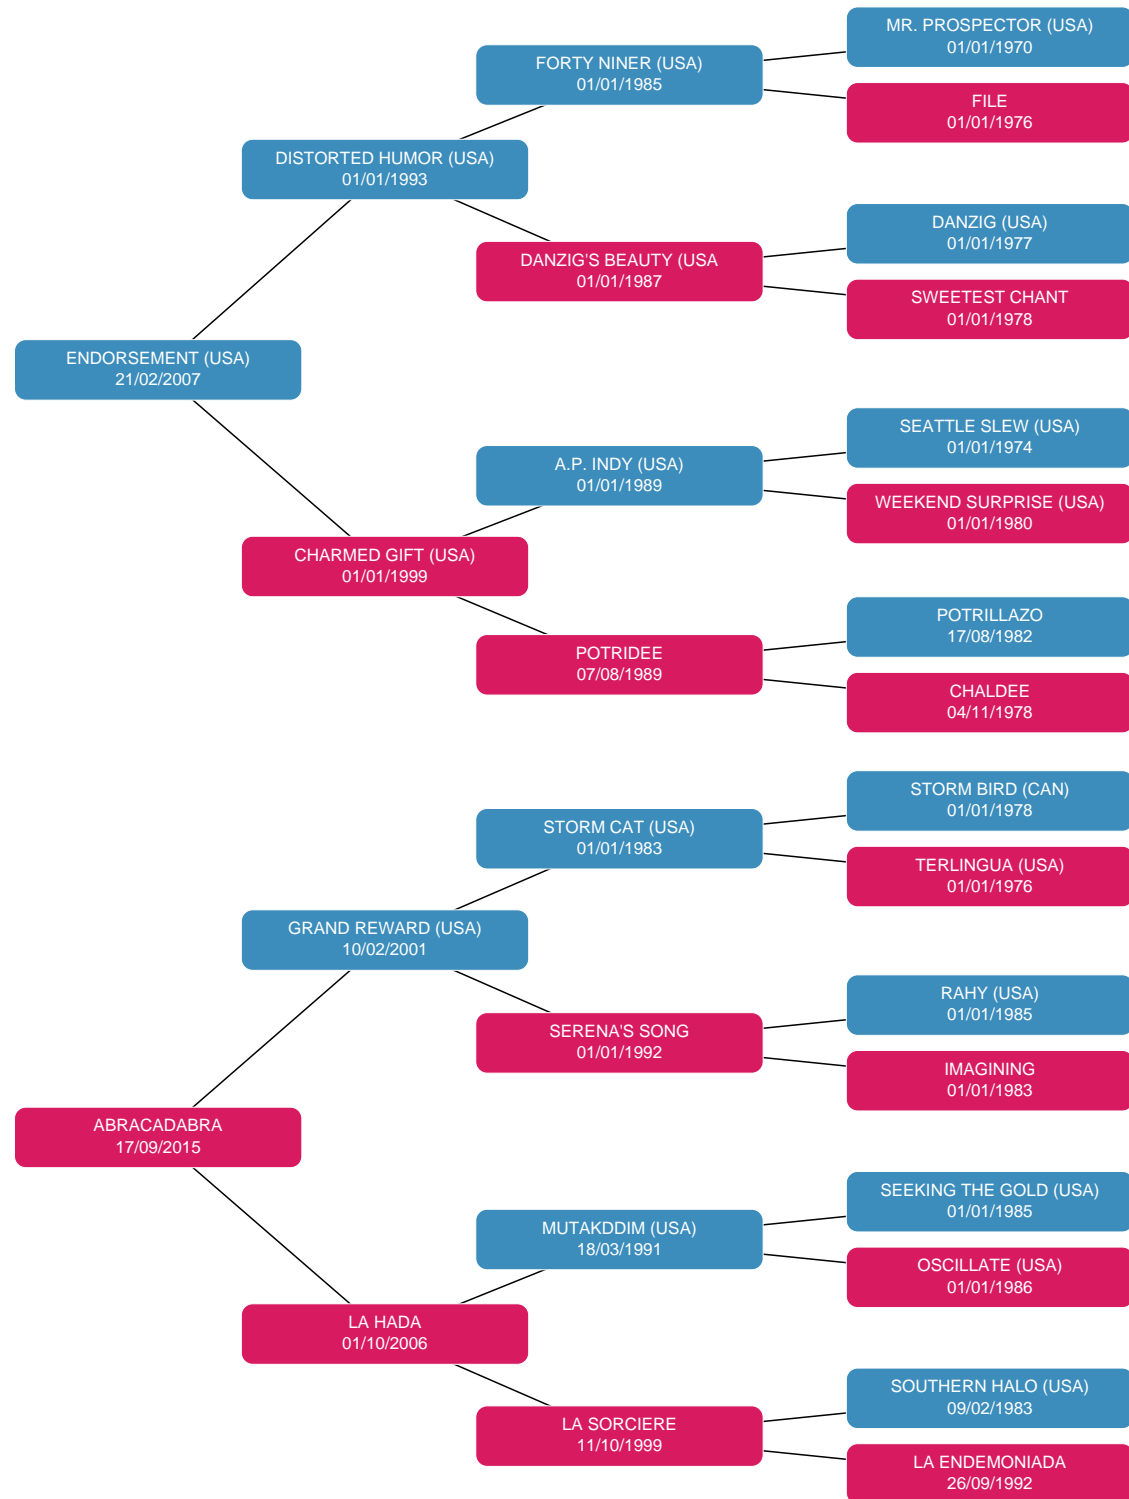 MR. PROSPECTOR (USA)
01/01/1970
FORTY NINER (USA)
01/01/1985
FILE
01/01/1976
DISTORTED HUMOR (USA)
01/01/1993
DANZIG (USA)
01/01/1977
DANZIG'S BEAUTY (USA
01/01/1987
SWEETEST CHANT
01/01/1978
ENDORSEMENT (USA)
21/02/2007
SEATTLE SLEW (USA)
01/01/1974
A.P. INDY (USA)
01/01/1989
WEEKEND SURPRISE (USA)
01/01/1980
CHARMED GIFT (USA)
01/01/1999
POTRILLAZO
17/08/1982
POTRIDEE
07/08/1989
CHALDEE
04/11/1978
STORM BIRD (CAN)
01/01/1978
STORM CAT (USA)
01/01/1983
TERLINGUA (USA)
01/01/1976
GRAND REWARD (USA)
10/02/2001
RAHY (USA)
01/01/1985
SERENA'S SONG
01/01/1992
IMAGINING
01/01/1983
ABRACADABRA
17/09/2015
SEEKING THE GOLD (USA)
01/01/1985
MUTAKDDIM (USA)
18/03/1991
OSCILLATE (USA)
01/01/1986
LA HADA
01/10/2006
SOUTHERN HALO (USA)
09/02/1983
LA SORCIERE
11/10/1999
LA ENDEMONIADA
26/09/1992